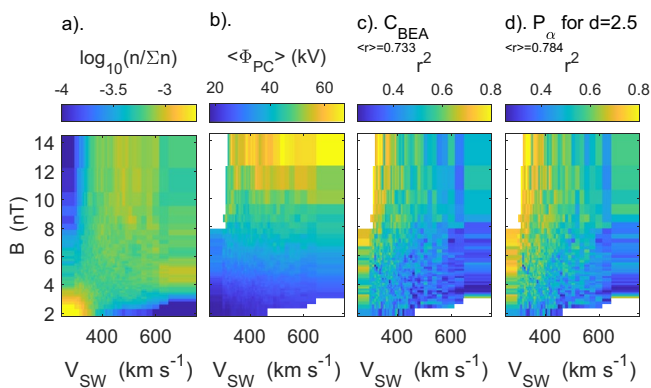 a).
log₁₀(n/Σn)
-4 -3.5 -3
b).
<Φ_PC> (kV)
20 40 60
c). C_BEA
<r>=0.733
r²
0.4 0.6 0.8
d). P_α for d=2.5
<r>=0.784
r²
0.4 0.6 0.8
B (nT)
14
12
10
8
6
4
2
400 600
V_SW (km s⁻¹)
400 600
V_SW (km s⁻¹)
400 600
V_SW (km s⁻¹)
400 600
V_SW (km s⁻¹)